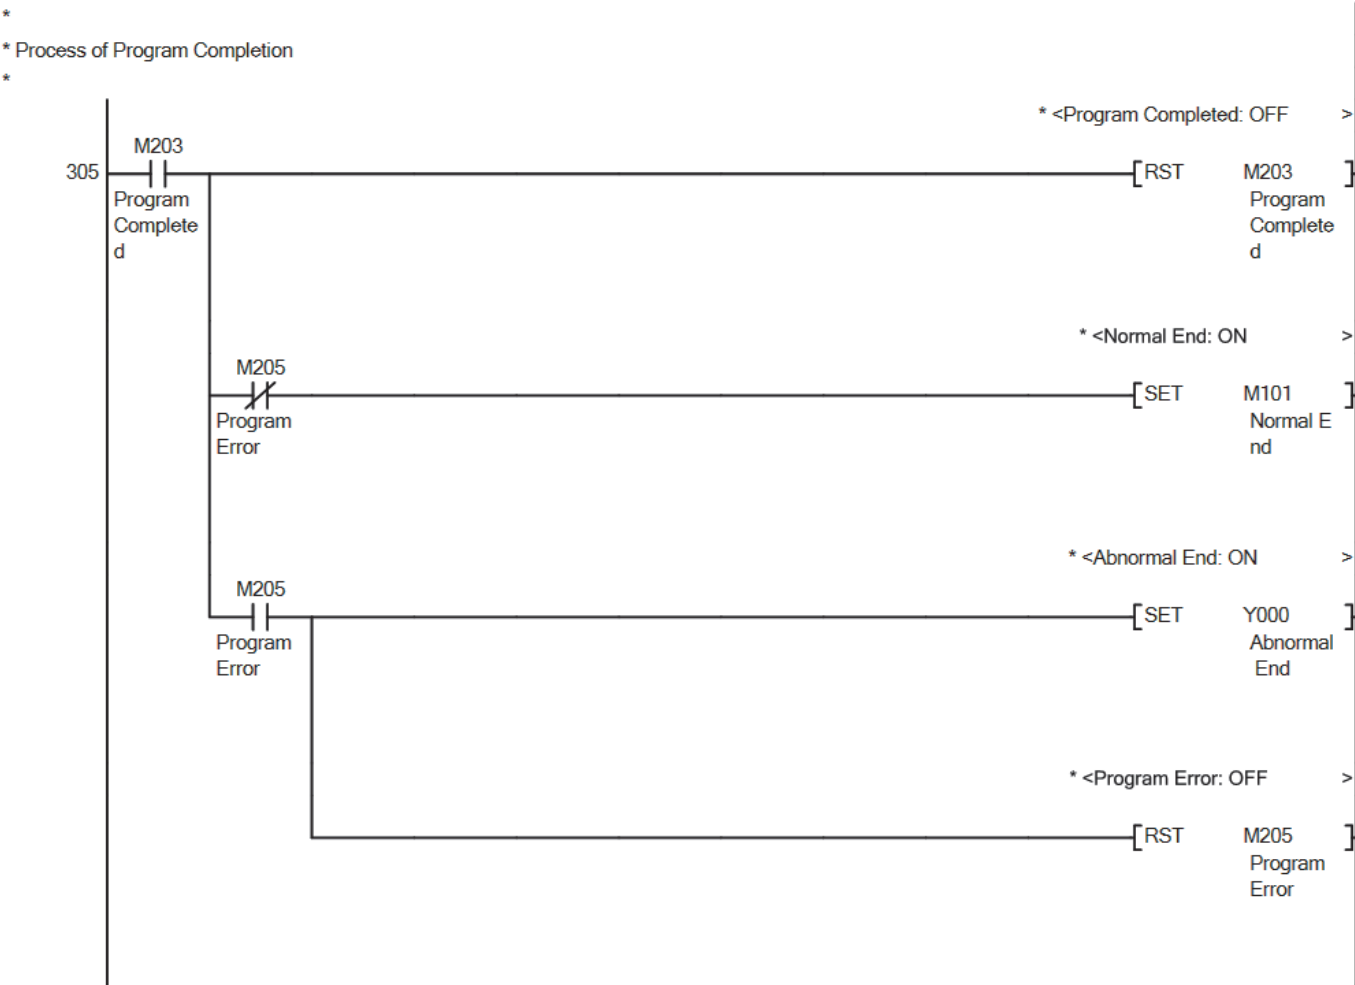 *
* Process of Program Completion
*
* <Program Completed: OFF >
M203
305
RST M203
Program
Complete
d
Program
Complete
d
* <Normal End: ON >
M205
SET M101
Program
Error
Normal E
nd
* <Abnormal End: ON >
M205
SET Y000
Program
Error
Abnormal
End
* <Program Error: OFF >
RST M205
Program
Error